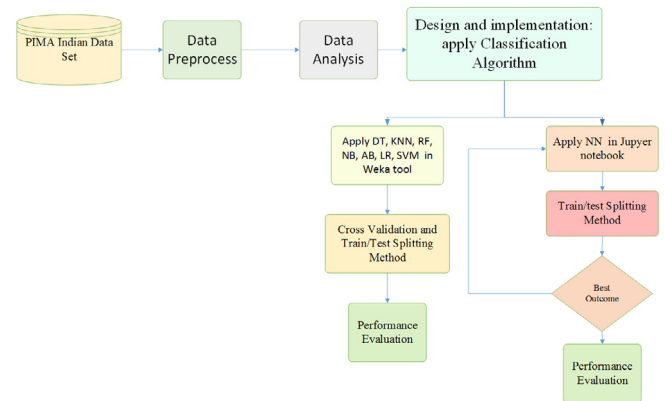 PIMA Indian Data
Set
Data
Preprocess
Data
Analysis
Design and implementation:
apply Classification
Algorithm
Apply DT, KNN, RF,
NB, AB, LR, SVM in
Weka tool
Cross Validation and
Train/Test Splitting
Method
Performance
Evaluation
Apply NN in Jupyer
notebook
Train/test Splitting
Method
Best
Outcome
Performance
Evaluation